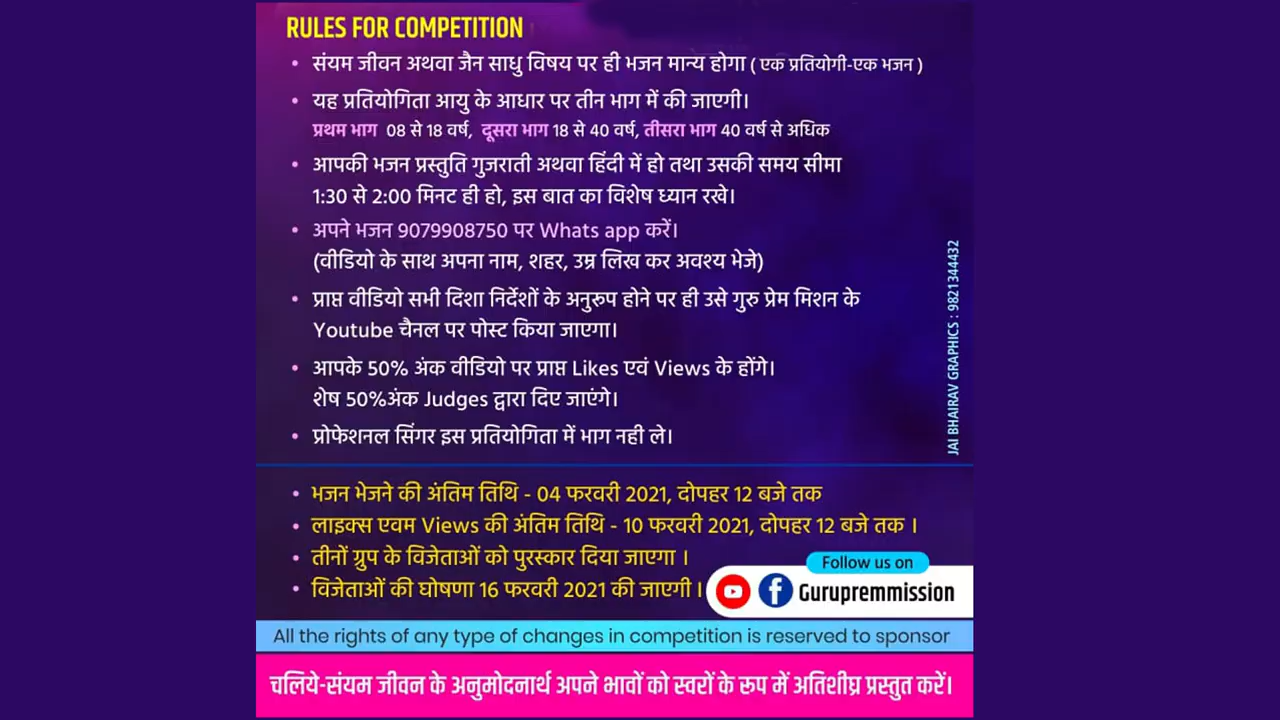 RULES FOR COMPETITION
• संयम जीवन अथवा जैन साधु विषय पर ही भजन मान्य होगा ( एक प्रतियोगी-एक भजन )
• यह प्रतियोगिता आयु के आधार पर तीन भाग में की जाएगी।
प्रथम भाग 08 से 18 वर्ष, दूसरा भाग 18 से 40 वर्ष, तीसरा भाग 40 वर्ष से अधिक
• आपकी भजन प्रस्तुति गुजराती अथवा हिंदी में हो तथा उसकी समय सीमा
1:30 से 2:00 मिनट ही हो, इस बात का विशेष ध्यान रखे।
• अपने भजन 9079908750 पर Whats app करें।
(वीडियो के साथ अपना नाम, शहर, उम्र लिख कर अवश्य भेजे)
• प्राप्त वीडियो सभी दिशा निर्देशों के अनुरूप होने पर ही उसे गुरु प्रेम मिशन के
Youtube चैनल पर पोस्ट किया जाएगा।
• आपके 50% अंक वीडियो पर प्राप्त Likes एवं Views के होंगे।
शेष 50%अंक Judges द्वारा दिए जाएंगे।
• प्रोफेशनल सिंगर इस प्रतियोगिता में भाग नही ले।
JAI BHAIRAV GRAPHICS : 9821344432
• भजन भेजने की अंतिम तिथि - 04 फरवरी 2021, दोपहर 12 बजे तक
• लाइक्स एवम Views की अंतिम तिथि - 10 फरवरी 2021, दोपहर 12 बजे तक ।
• तीनों ग्रुप के विजेताओं को पुरस्कार दिया जाएगा ।
• विजेताओं की घोषणा 16 फरवरी 2021 की जाएगी ।
Follow us on
Gurupremmission
All the rights of any type of changes in competition is reserved to sponsor
चलिये-संयम जीवन के अनुमोदनार्थ अपने भावों को स्वरों के रूप में अतिशीघ्र प्रस्तुत करें।